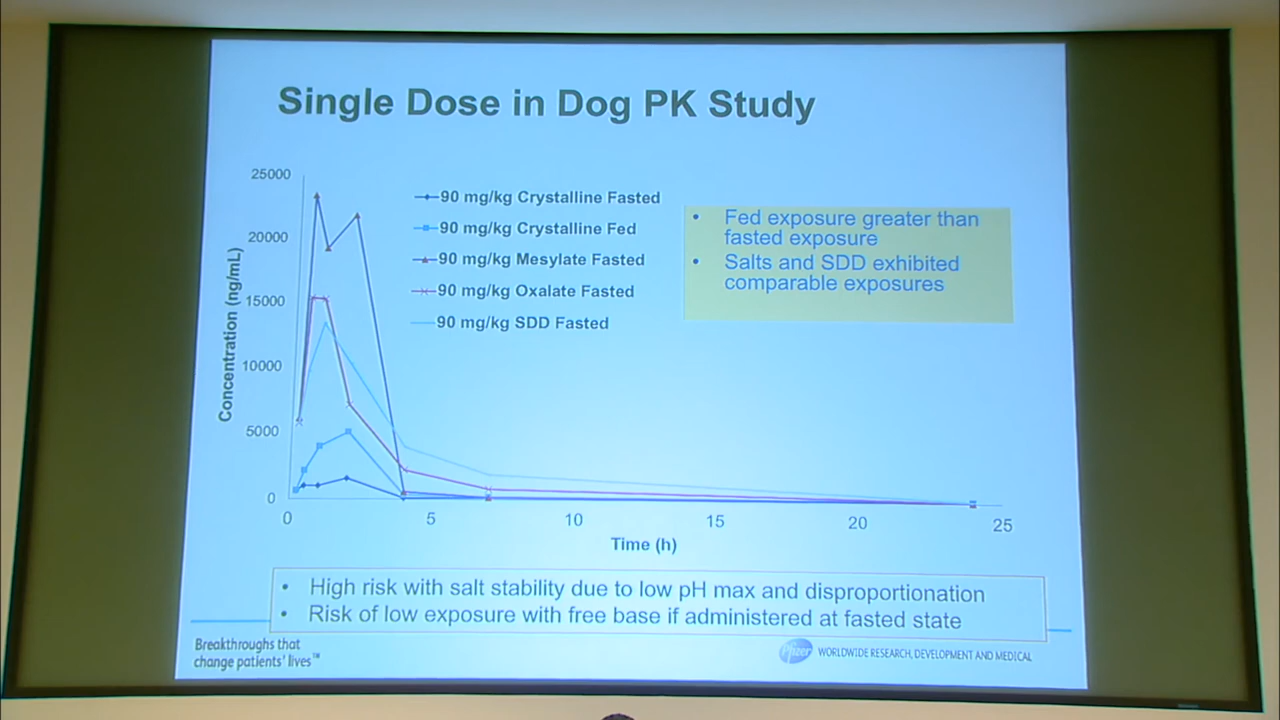 Single Dose in Dog PK Study
25000
20000
15000
10000
5000
0
Concentration (ng/mL)
90 mg/kg Crystalline Fasted
90 mg/kg Crystalline Fed
90 mg/kg Mesylate Fasted
90 mg/kg Oxalate Fasted
90 mg/kg SDD Fasted
• Fed exposure greater than
fasted exposure
• Salts and SDD exhibited
comparable exposures
0 5 10 15 20 25
Time (h)
• High risk with salt stability due to low pH max and disproportionation
• Risk of low exposure with free base if administered at fasted state
Breakthroughs that
change patients' lives™
Pfizer WORLDWIDE RESEARCH, DEVELOPMENT AND MEDICAL